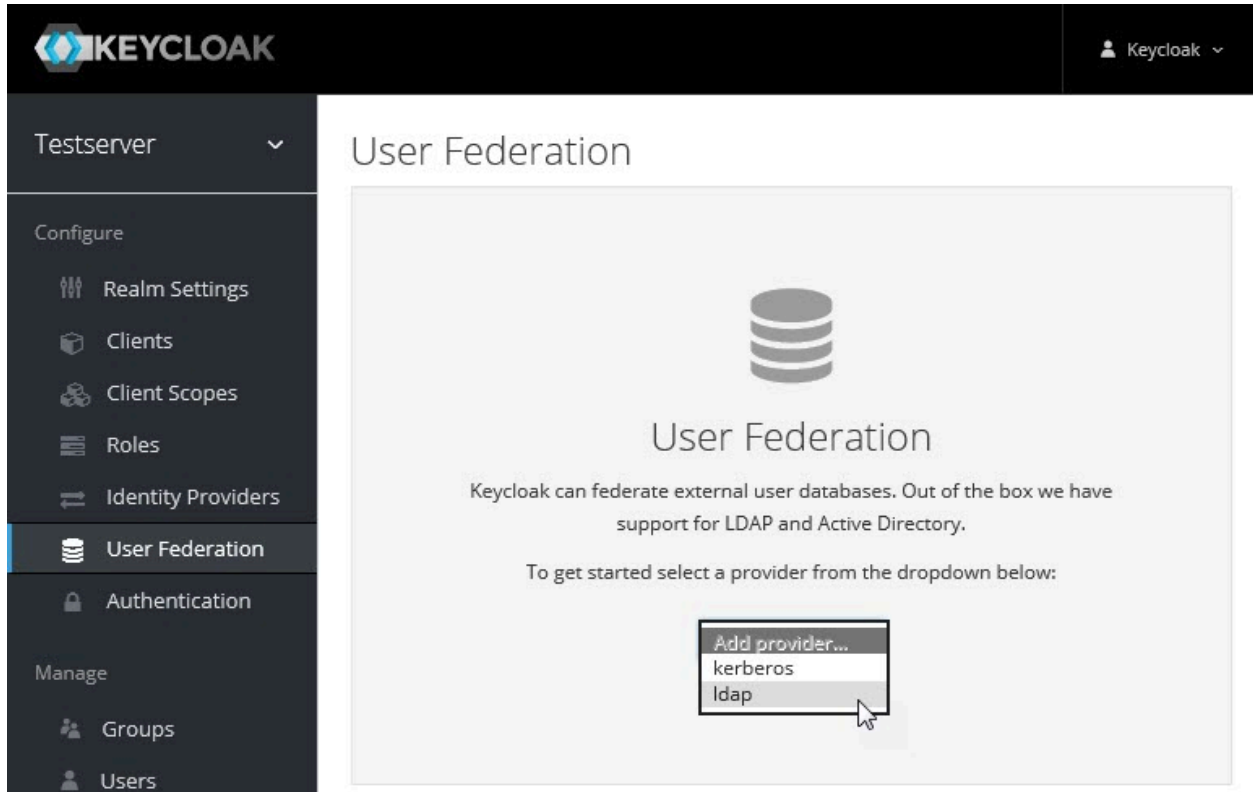 KEYCLOAK
Keycloak
Testserver
Configure
Realm Settings
Clients
Client Scopes
Roles
Identity Providers
User Federation
Authentication
Manage
Groups
Users
User Federation
User Federation
Keycloak can federate external user databases. Out of the box we have
support for LDAP and Active Directory.
To get started select a provider from the dropdown below:
Add provider...
kerberos
ldap